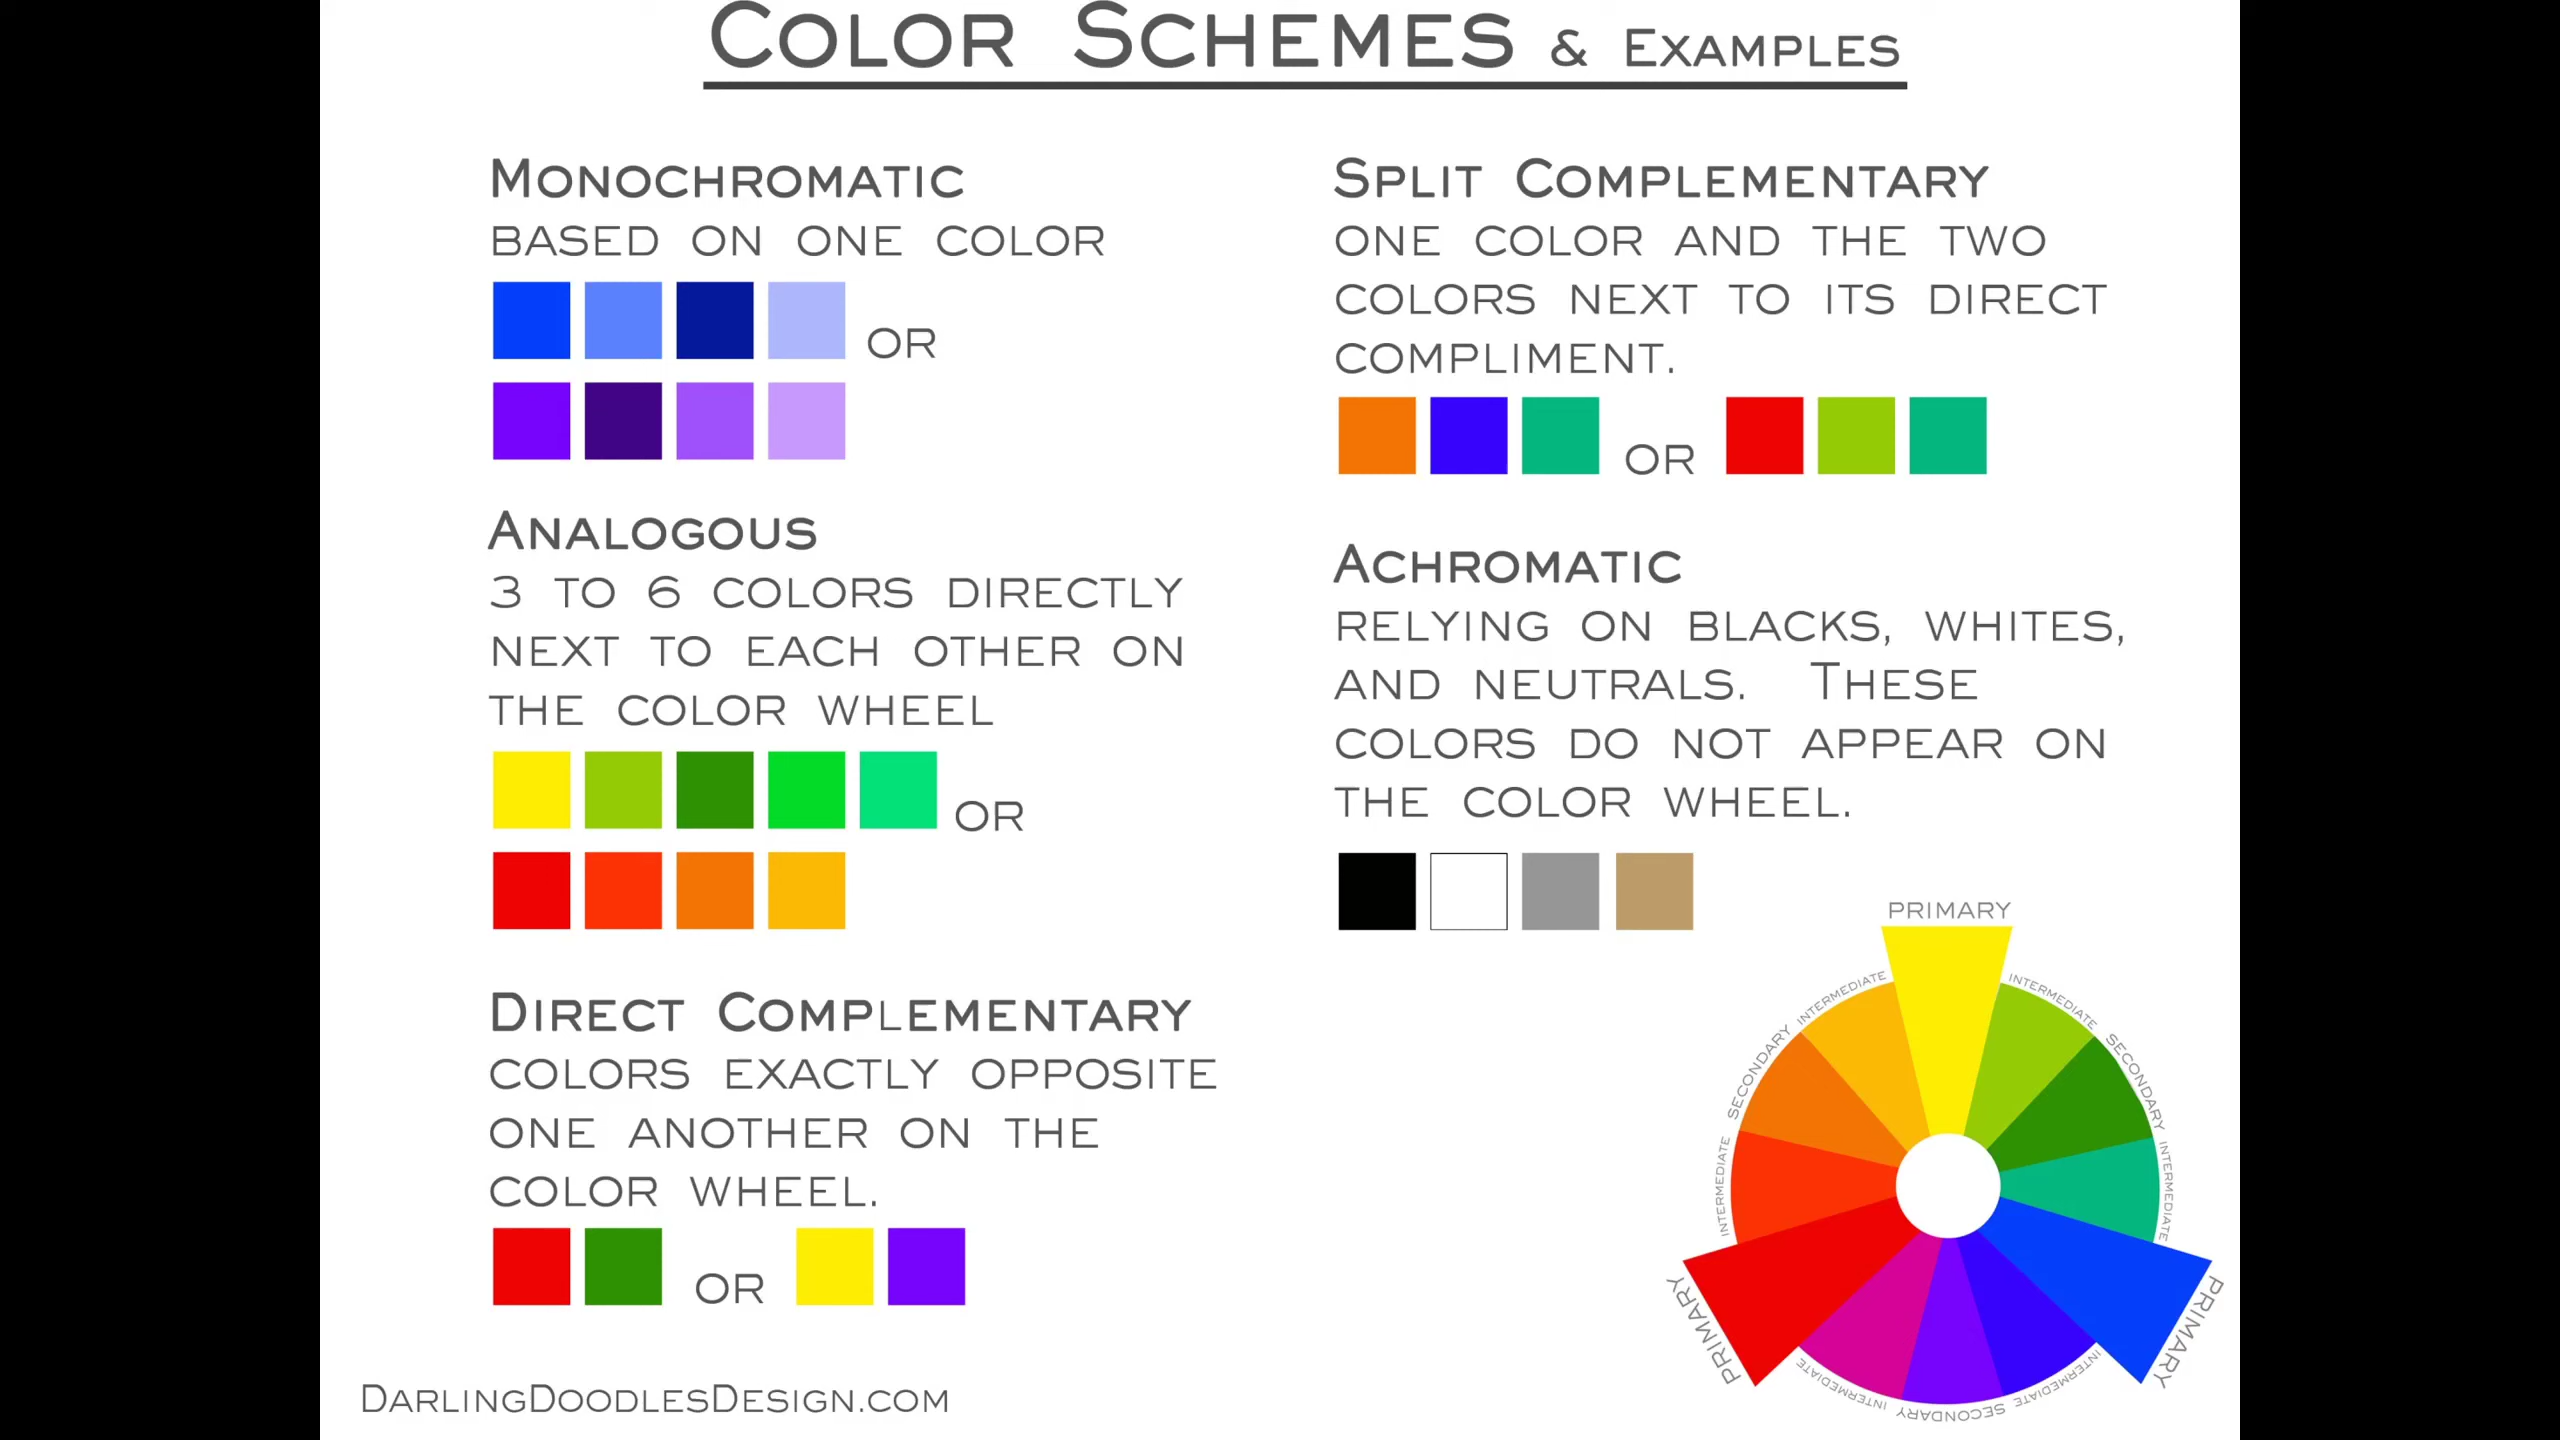 COLOR SCHEMES & EXAMPLES
MONOCHROMATIC
BASED ON ONE COLOR
OR
ANALOGOUS
3 TO 6 COLORS DIRECTLY
NEXT TO EACH OTHER ON
THE COLOR WHEEL
OR
DIRECT COMPLEMENTARY
COLORS EXACTLY OPPOSITE
ONE ANOTHER ON THE
COLOR WHEEL.
OR
SPLIT COMPLEMENTARY
ONE COLOR AND THE TWO
COLORS NEXT TO ITS DIRECT
COMPLIMENT.
OR
ACHROMATIC
RELYING ON BLACKS, WHITES,
AND NEUTRALS. THESE
COLORS DO NOT APPEAR ON
THE COLOR WHEEL.
PRIMARY
INTERMEDIATE
SECONDARY
INTERMEDIATE
PRIMARY
INTERMEDIATE
SECONDARY
INTERMEDIATE
PRIMARY
INTERMEDIATE
SECONDARY
INTERMEDIATE
DARLINGDOODLESDESIGN.COM